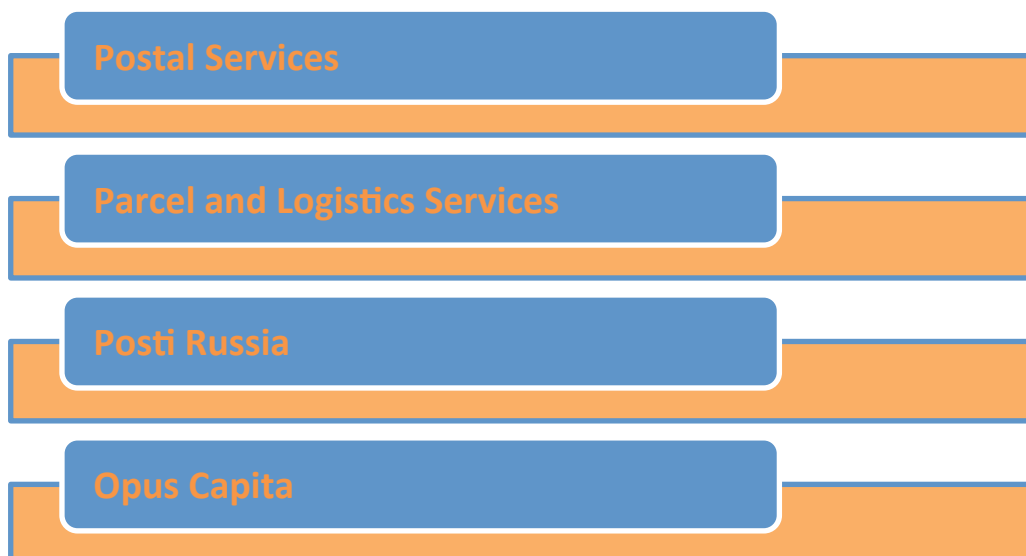 Postal Services
Parcel and Logistics Services
Posti Russia
Opus Capita